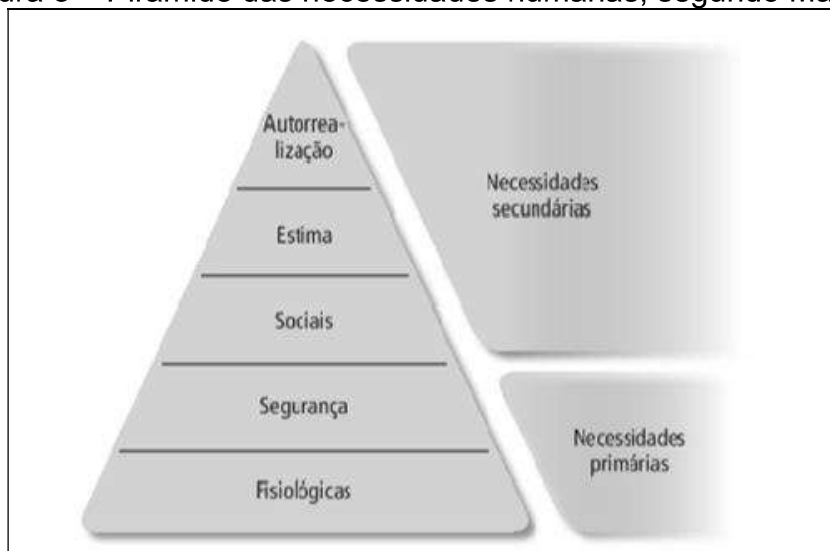 Autorrea-
lização
Estima
Sociais
Segurança
Fisiológicas
Necessidades
secundárias
Necessidades
primárias